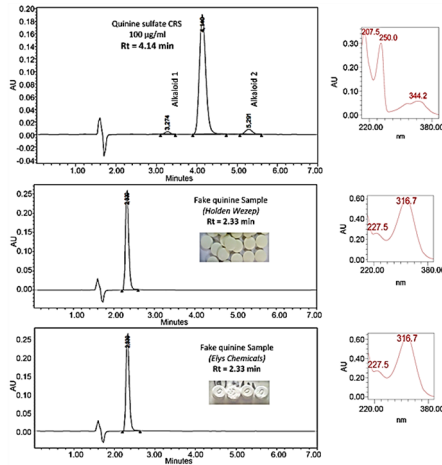 0.20
0.18
0.16
0.14
0.12
0.10
0.08
0.06
0.04
0.02
0.00
-0.02
-0.04
AU
Quinine sulfate CRS
100 µg/ml
Rt = 4.14 min
Alkaloid 1
Alkaloid 2
3.274
5.291
1.00 2.00 3.00 4.00 5.00 6.00 7.00
Minutes
207.5
250.0
344.2
0.30
0.20
0.10
0.00
AU
220.00 380.00
nm
0.25
0.20
0.15
0.10
0.05
0.00
AU
Fake quinine Sample
(Holden Wezep)
Rt = 2.33 min
1.00 2.00 3.00 4.00 5.00 6.00 7.00
Minutes
316.7
227.5
0.60
0.40
0.20
0.00
AU
220.00 380.00
nm
0.25
0.20
0.15
0.10
0.05
0.00
AU
Fake quinine Sample
(Elys Chemicals)
Rt = 2.33 min
1.00 2.00 3.00 4.00 5.00 6.00 7.00
Minutes
316.7
227.5
0.60
0.40
0.20
0.00
AU
220.00 380.00
nm